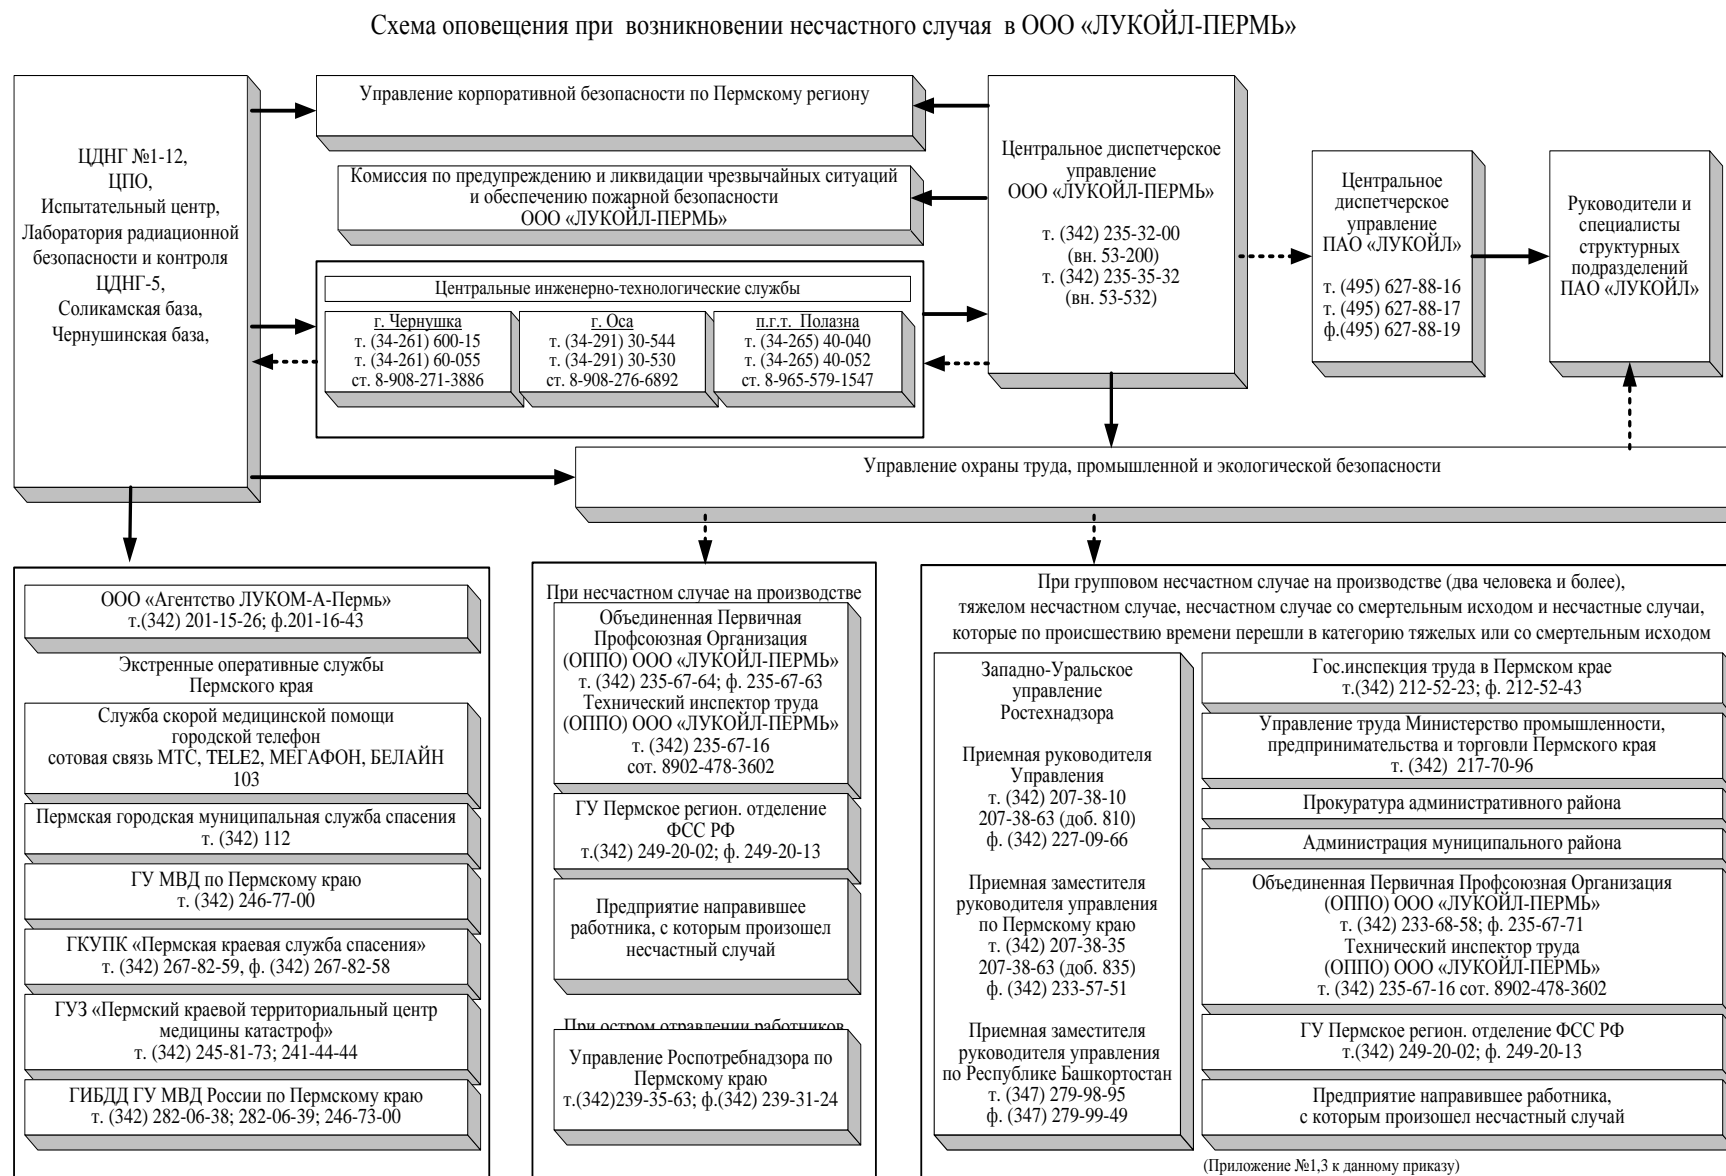 Схема оповещения при возникновении несчастного случая в ООО «ЛУКОЙЛ-ПЕРМЬ»
ЦДНГ №1-12,
ЦПО,
Испытательный центр,
Лаборатория радиационной
безопасности и контроля
ЦДНГ-5,
Соликамская база,
Чернушинская база,
Управление корпоративной безопасности по Пермскому региону
Комиссия по предупреждению и ликвидации чрезвычайных ситуаций
и обеспечению пожарной безопасности
ООО «ЛУКОЙЛ-ПЕРМЬ»
Центральные инженерно-технологические службы
г. Чернушка
т. (34-261) 600-15
т. (34-261) 60-055
ст. 8-908-271-3886
г. Оса
т. (34-291) 30-544
т. (34-291) 30-530
ст. 8-908-276-6892
п.г.т. Полазна
т. (34-265) 40-040
т. (34-265) 40-052
ст. 8-965-579-1547
Центральное диспетчерское
управление
ООО «ЛУКОЙЛ-ПЕРМЬ»
т. (342) 235-32-00
(вн. 53-200)
т. (342) 235-35-32
(вн. 53-532)
Центральное
диспетчерское
управление
ПАО «ЛУКОЙЛ»
т. (495) 627-88-16
т. (495) 627-88-17
ф.(495) 627-88-19
Руководители и
специалисты
структурных
подразделений
ПАО «ЛУКОЙЛ»
Управление охраны труда, промышленной и экологической безопасности
ООО «Агентство ЛУКОМ-А-Пермь»
т.(342) 201-15-26; ф.201-16-43
Экстренные оперативные службы
Пермского края
Служба скорой медицинской помощи
городской телефон
сотовая связь МТС, TELE2, МЕГАФОН, БЕЛАЙН
103
Пермская городская муниципальная служба спасения
т. (342) 112
ГУ МВД по Пермскому краю
т. (342) 246-77-00
ГКУПК «Пермская краевая служба спасения»
т. (342) 267-82-59, ф. (342) 267-82-58
ГУЗ «Пермский краевой территориальный центр
медицины катастроф»
т. (342) 245-81-73; 241-44-44
ГИБДД ГУ МВД России по Пермскому краю
т. (342) 282-06-38; 282-06-39; 246-73-00
При несчастном случае на производстве
Объединенная Первичная
Профсоюзная Организация
(ОППО) ООО «ЛУКОЙЛ-ПЕРМЬ»
т. (342) 235-67-64; ф. 235-67-63
Технический инспектор труда
(ОППО) ООО «ЛУКОЙЛ-ПЕРМЬ»
т. (342) 235-67-16
сот. 8902-478-3602
ГУ Пермское регион. отделение
ФСС РФ
т.(342) 249-20-02; ф. 249-20-13
Предприятие направившее
работника, с которым произошел
несчастный случай
При остром отравлении работников
Управление Роспотребнадзора по
Пермскому краю
т.(342)239-35-63; ф.(342) 239-31-24
При групповом несчастном случае на производстве (два человека и более),
тяжелом несчастном случае, несчастном случае со смертельным исходом и несчастные случаи,
которые по происшествию времени перешли в категорию тяжелых или со смертельным исходом
Западно-Уральское
управление
Ростехнадзора
Приемная руководителя
Управления
т. (342) 207-38-10
207-38-63 (доб. 810)
ф. (342) 227-09-66
Приемная заместителя
руководителя управления
по Пермскому краю
т. (342) 207-38-35
207-38-63 (доб. 835)
ф. (342) 233-57-51
Приемная заместителя
руководителя управления
по Республике Башкортостан
т. (347) 279-98-95
ф. (347) 279-99-49
Гос.инспекция труда в Пермском крае
т.(342) 212-52-23; ф. 212-52-43
Управление труда Министерство промышленности,
предпринимательства и торговли Пермского края
т. (342) 217-70-96
Прокуратура административного района
Администрация муниципального района
Объединенная Первичная Профсоюзная Организация
(ОППО) ООО «ЛУКОЙЛ-ПЕРМЬ»
т. (342) 233-68-58; ф. 235-67-71
Технический инспектор труда
(ОППО) ООО «ЛУКОЙЛ-ПЕРМЬ»
т. (342) 235-67-16 сот. 8902-478-3602
ГУ Пермское регион. отделение ФСС РФ
т.(342) 249-20-02; ф. 249-20-13
Предприятие направившее работника,
с которым произошел несчастный случай
(Приложение №1,3 к данному приказу)